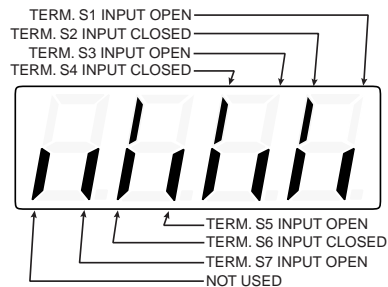 TERM. S1 INPUT OPEN
TERM. S2 INPUT CLOSED
TERM. S3 INPUT OPEN
TERM. S4 INPUT CLOSED
TERM. S5 INPUT OPEN
TERM. S6 INPUT CLOSED
TERM. S7 INPUT OPEN
NOT USED